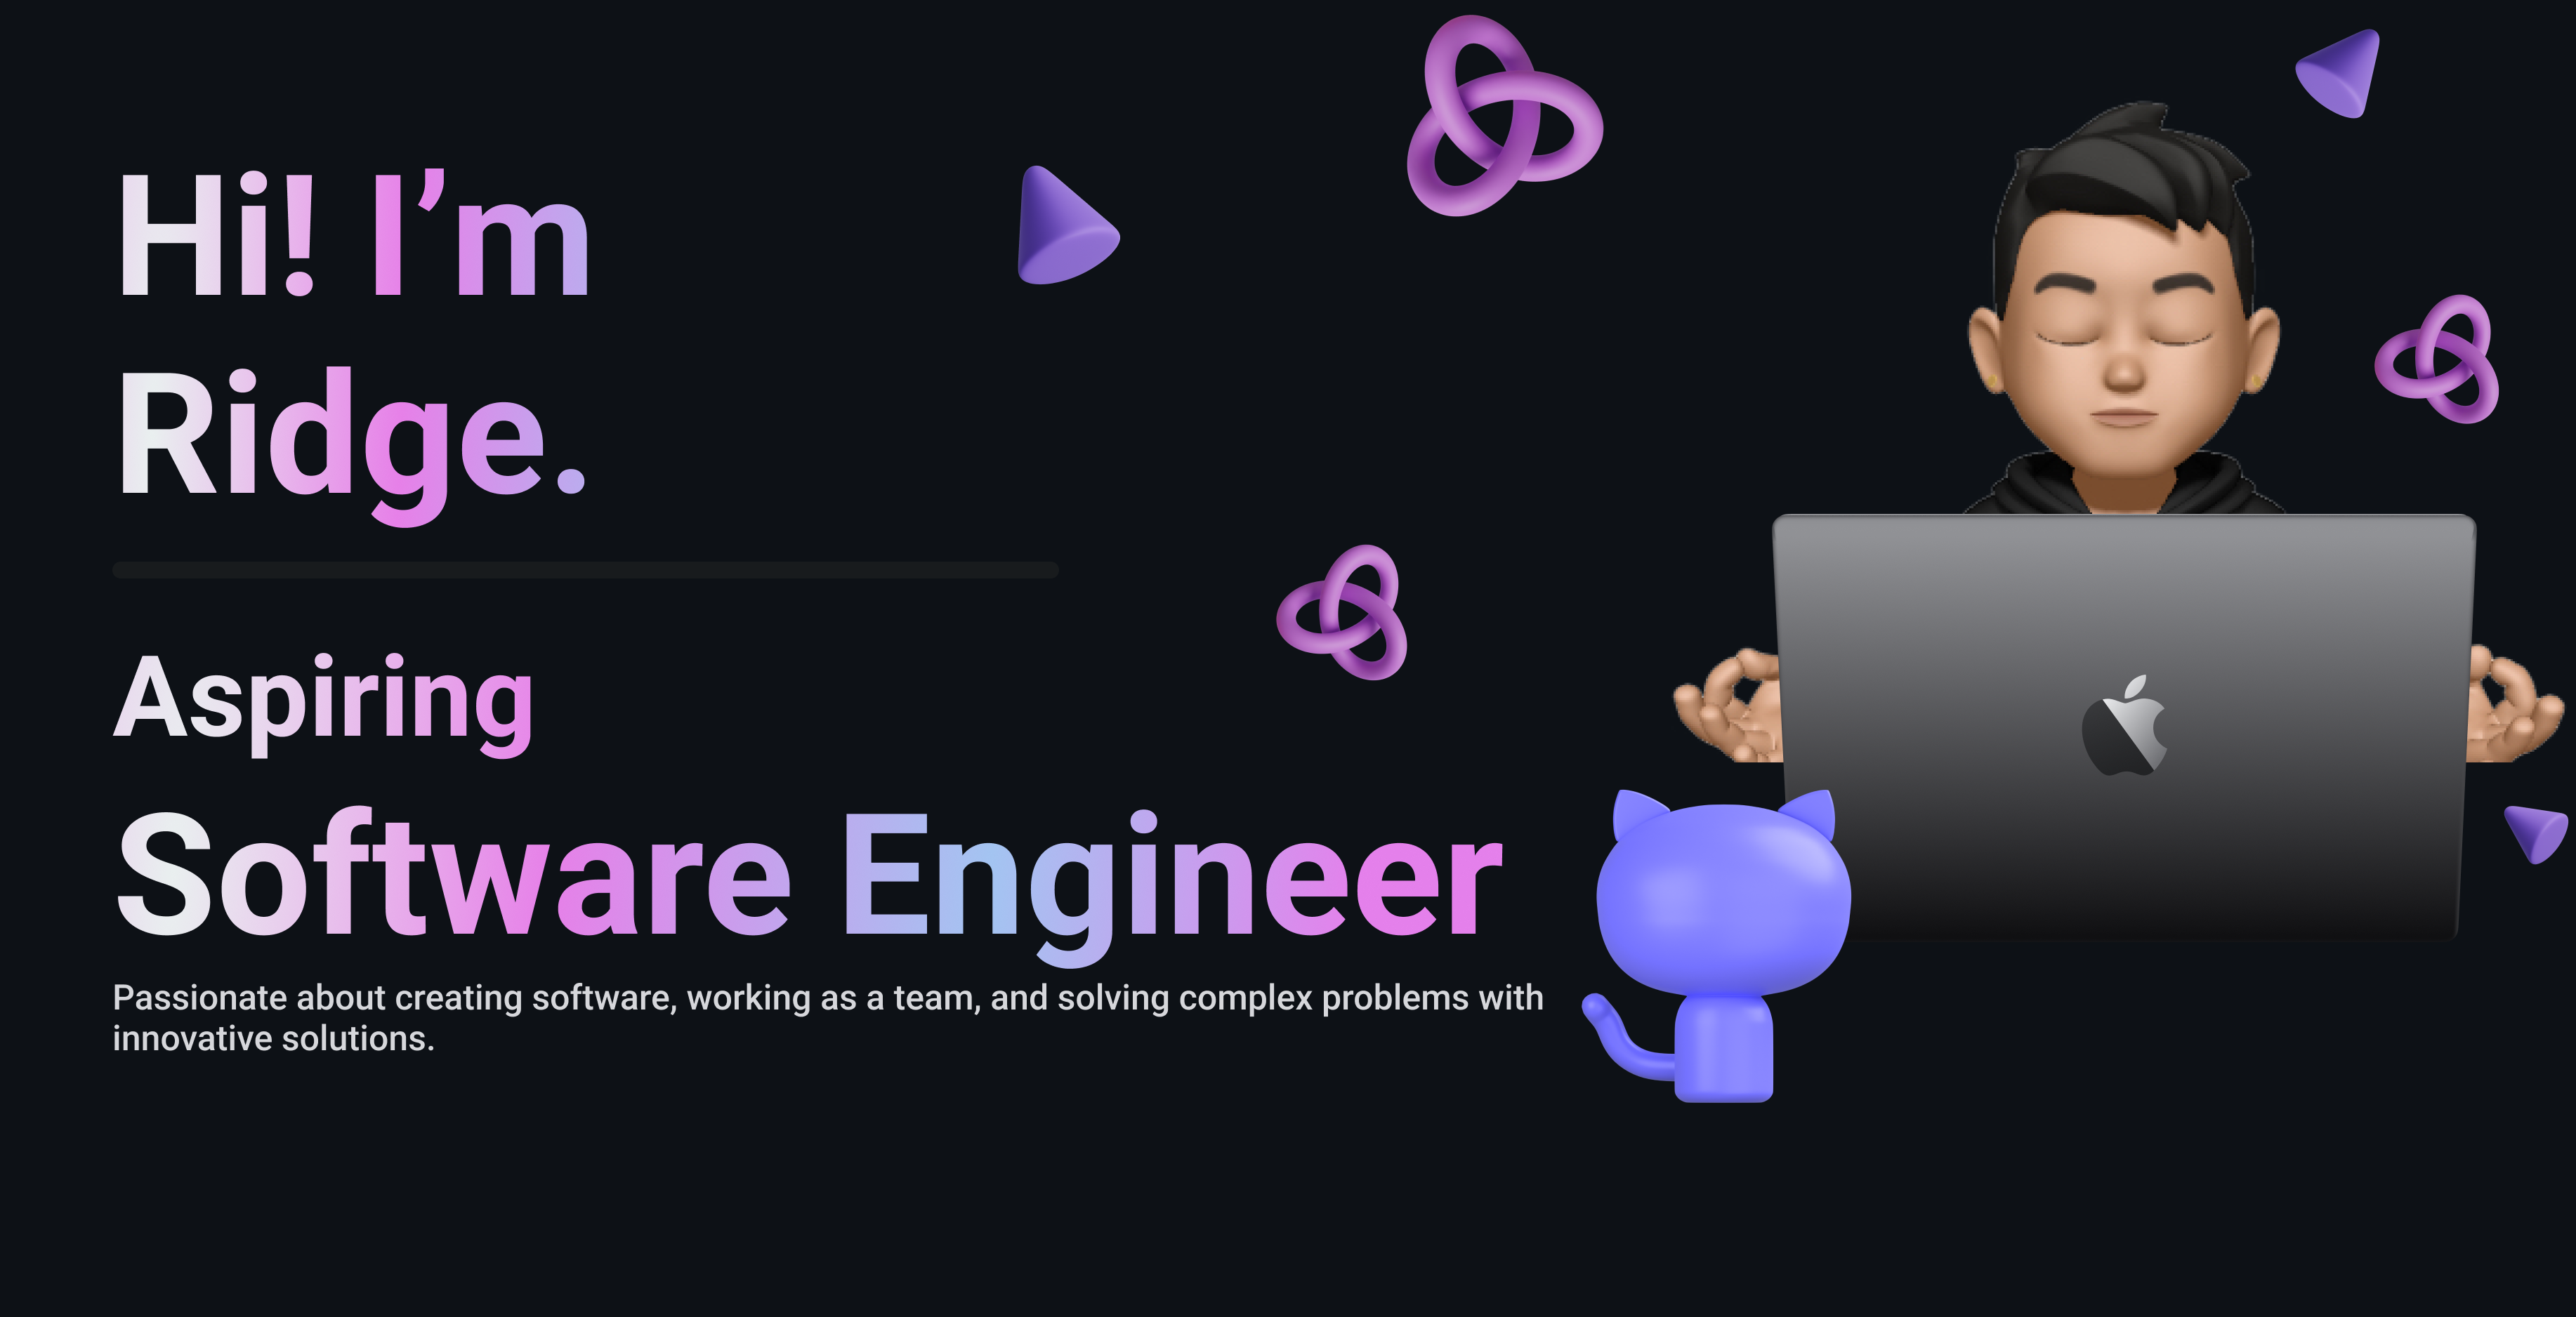 Hi! I’m
Ridge.
Aspiring
Software Engineer
Passionate about creating software, working as a team, and solving complex problems with
innovative solutions.